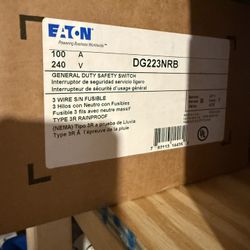 EATON
Powering Business Worldwide
100 A
240 V
DG223NRB
GENERAL DUTY SAFETY SWITCH
Interruptor de seguridad servicio ligero
Interrupteur de sécurité d'usage général
3 WIRE S/N FUSIBLE
3 Hilos con Neutro con Fusibles
Fusible 3 fils avec neutre massif
TYPE 3R RAINPROOF
(NEMA) Tipo 3R a prueba de Lluvia
Type 3R À l'épreuve de la pluie